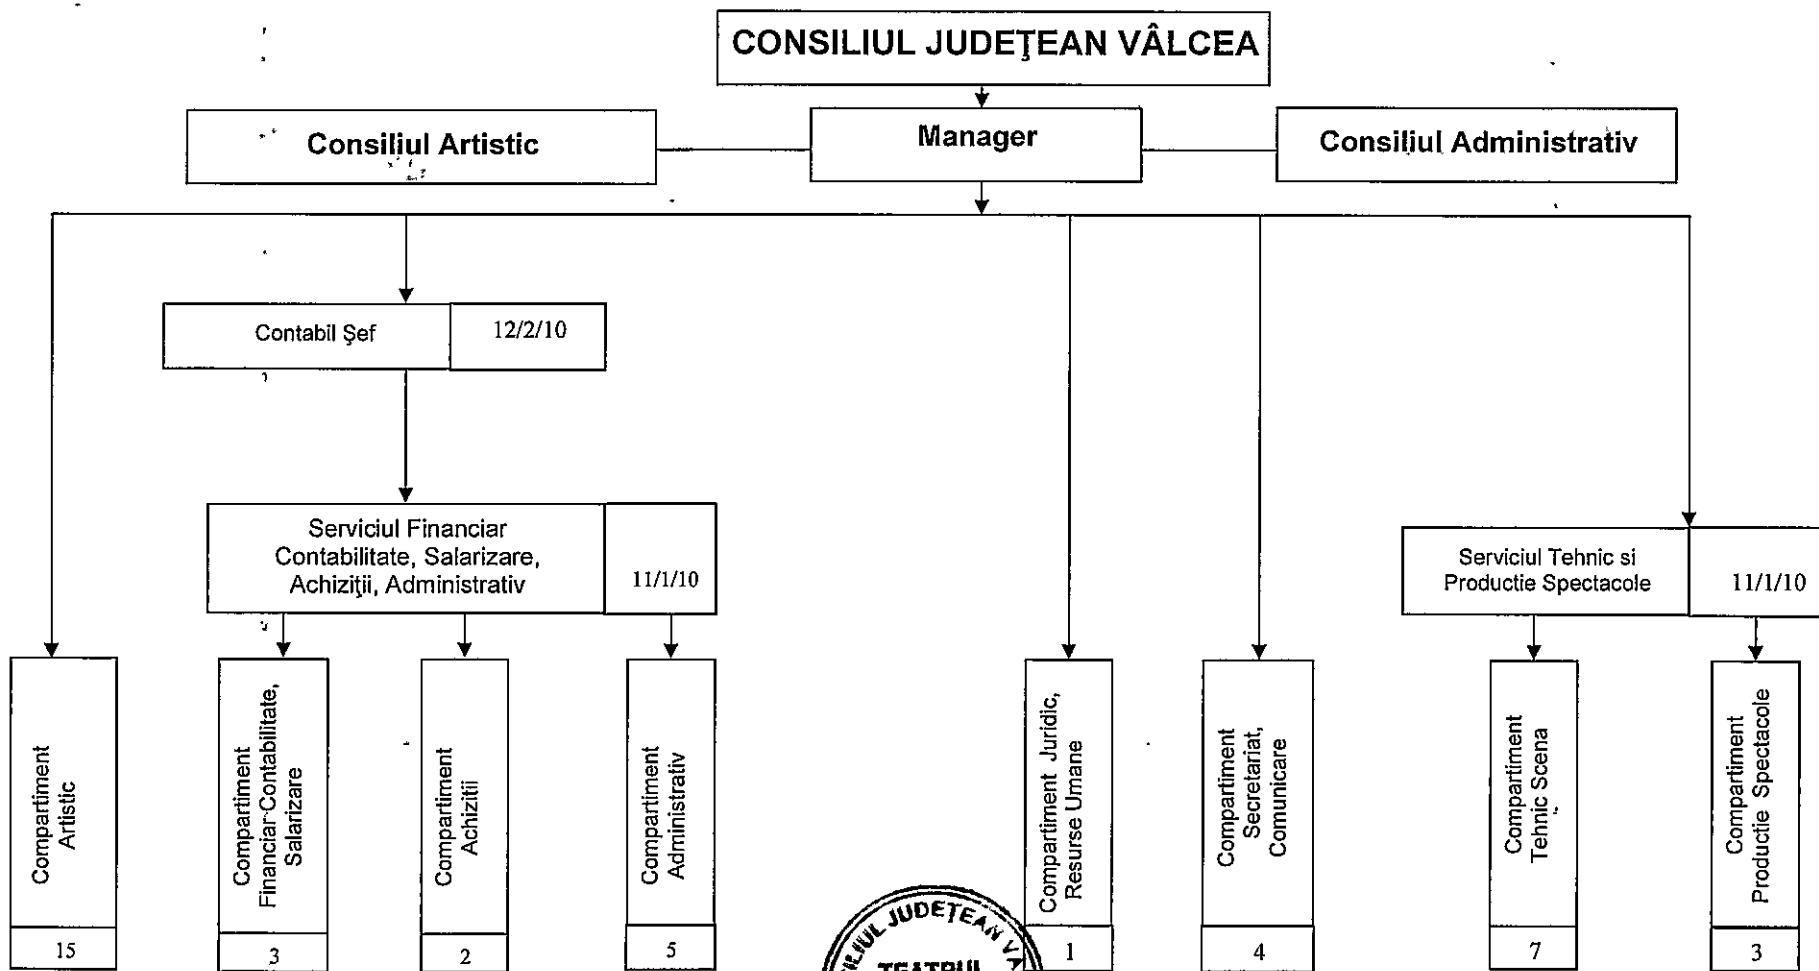 CONSILIUL JUDEŢEAN VÂLCEA
Consiliul Artistic
Manager
Consiliul Administrativ
Contabil Şef
12/2/10
Serviciul Financiar
Contabilitate, Salarizare,
Achiziţii, Administrativ
11/1/10
Serviciul Tehnic si
Productie Spectacole
11/1/10
Compartiment
Artistic
15
Compartiment
Financiar-Contabilitate,
Salarizare
3
Compartiment
Achizitii
2
Compartiment
Administrativ
5
Compartiment Juridic,
Resurse Umane
1
Compartiment
Secretariat,
Comunicare
4
Compartiment
Tehnic Scena
7
Compartiment
Productie Spectacole
3
JUDEŢEAN
TEATRUL